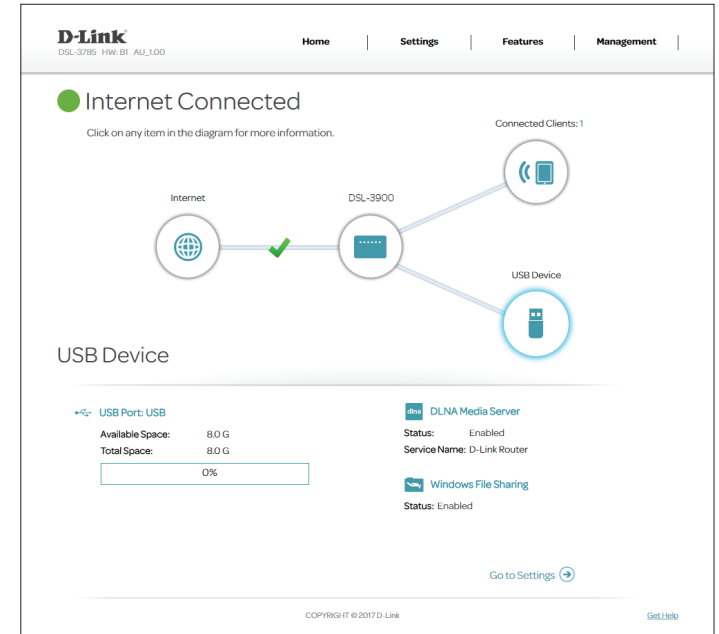 D-Link
DSL-3785 HW: B1 AU_1.00
Home
Settings
Features
Management
Internet Connected
Click on any item in the diagram for more information.
Connected Clients: 1
Internet
DSL-3900
USB Device
USB Device
USB Port: USB
Available Space: 8.0 G
Total Space: 8.0 G
0%
dlna DLNA Media Server
Status: Enabled
Service Name: D-Link Router
Windows File Sharing
Status: Enabled
Go to Settings
COPYRIGHT © 2017 D-Link
Get Help